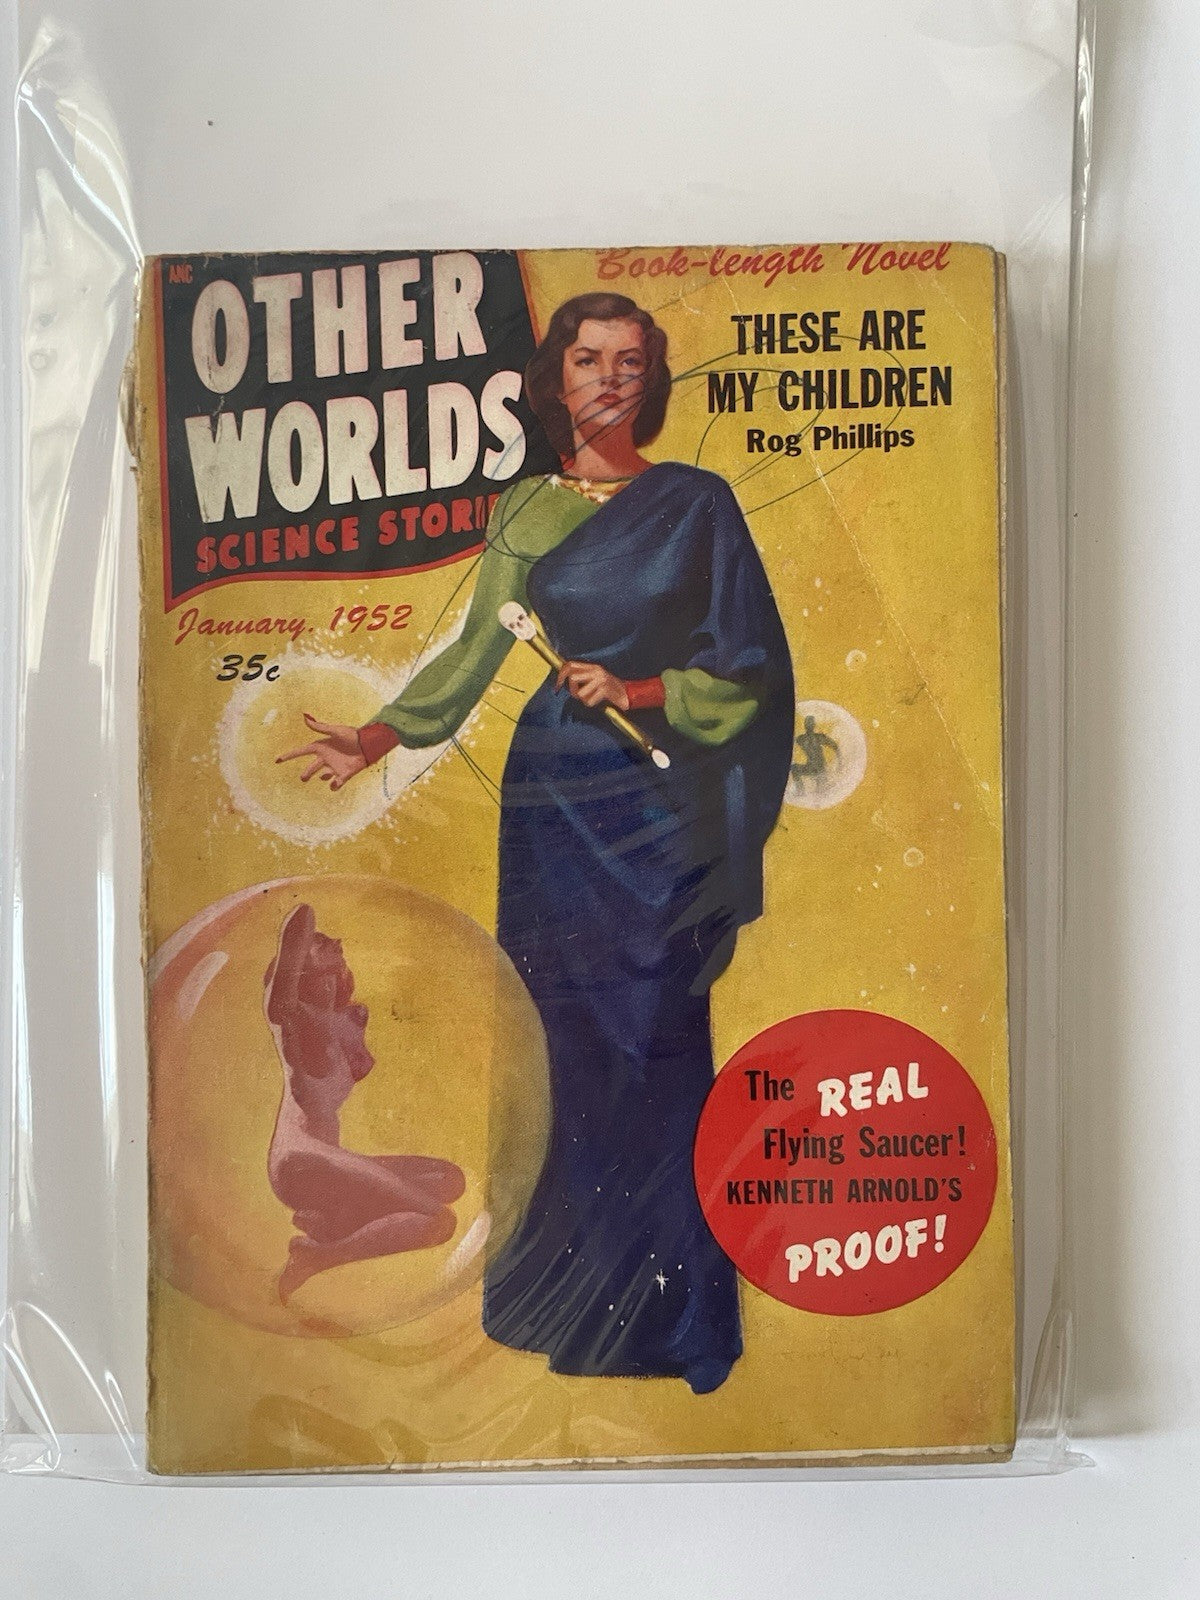 ANC
OTHER
WORLDS
SCIENCE STORI
January, 1952
35c
Book-length Novel
THESE ARE
MY CHILDREN
Rog Phillips
The REAL
Flying Saucer!
KENNETH ARNOLD'S
PROOF!